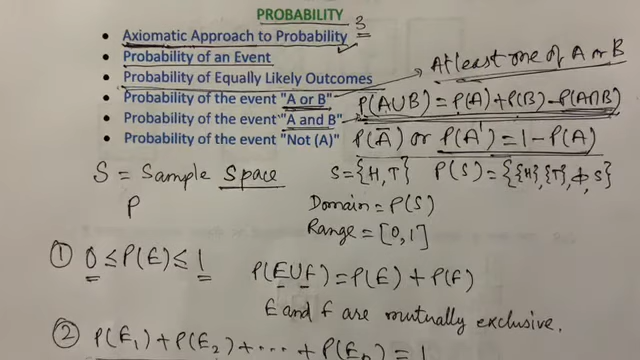 PROBABILITY
• Axiomatic Approach to Probability 3
• Probability of an Event
• Probability of Equally Likely Outcomes
At least one of A or B
• Probability of the event "A or B"
P(A∪B) = P(A) + P(B) - P(A∩B)
• Probability of the event "A and B"
• Probability of the event "Not (A)"
P(A̅) or P(A') = 1 - P(A)
S = Sample Space
S = {H, T} P(S) = {{H}, {T}, ϕ, S}
P
Domain = P(S)
Range = [0, 1]
① 0 ≤ P(E) ≤ 1
P(E∪F) = P(E) + P(F)
E and F are mutually exclusive.
② P(E₁) + P(E₂) + .... + P(Eₙ) = 1